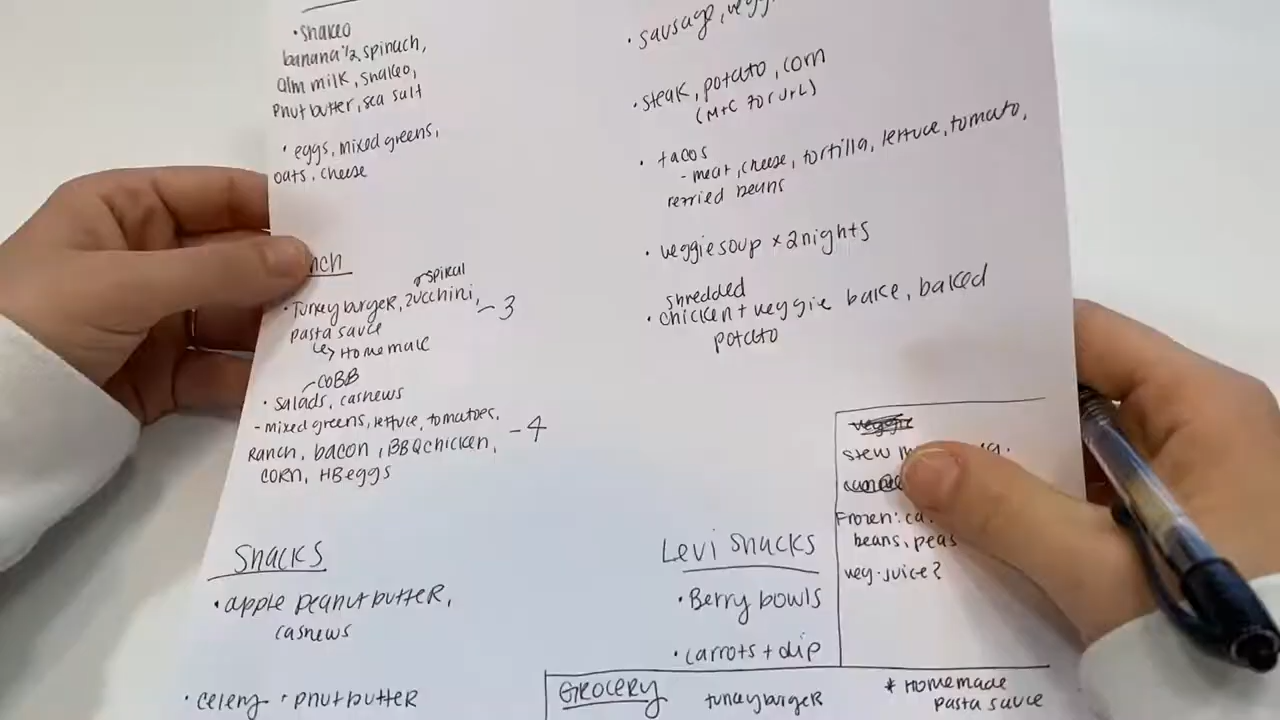 • shakeo
banana 1/2, spinach,
alm milk, shakeo,
Pnut butter, sea salt
• eggs, mixed greens,
oats, cheese
nch
spiral
• Turkey burger, zucchini, - 3
pasta sauce
↳ Homemade
COBB
• salads, cashews
- mixed greens, lettuce, tomatoes,
Ranch, bacon, BBQ chicken, - 4
corn, HB eggs
Snacks
• apple peanut butter,
cashews
• celery + pnut butter
• sausage,
• steak, potato, corn
(M+C for J+L)
• tacos
- meat, cheese, tortilla, lettuce, tomato,
refried beans
• veggie soup x 2 nights
shredded
• chicken + veggie bake, baked
potato
Levi snacks
• Berry bowls
• carrots + dip
stew
Frozen: ca
beans, peas
veg. juice?
GROCERY
turkey burger
* Homemade
pasta sauce